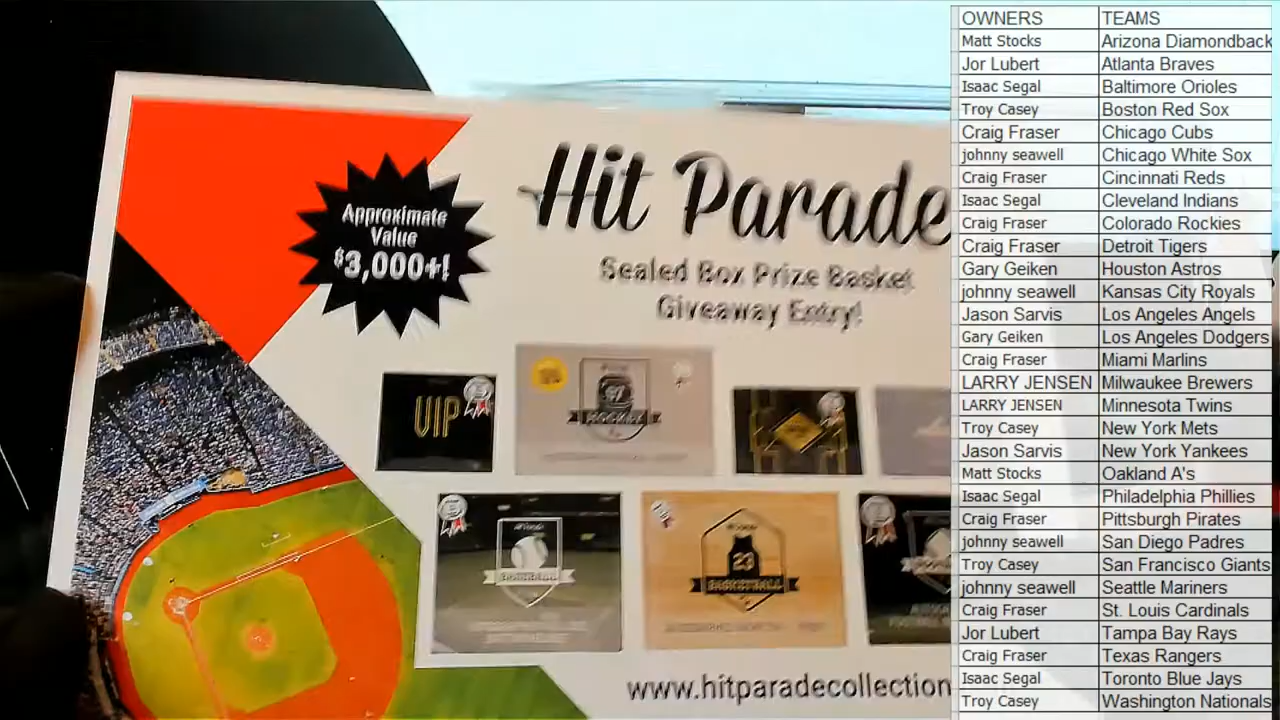 Approximate
Value
$3,000+!
Hit Parade
Sealed Box Prize Basket
Giveaway Entry!
VIP
HOCKEY
BASEBALL
23
BASKETBALL
www.hitparadecollection
OWNERS TEAMS
Matt Stocks Arizona Diamondback
Jor Lubert Atlanta Braves
Isaac Segal Baltimore Orioles
Troy Casey Boston Red Sox
Craig Fraser Chicago Cubs
johnny seawell Chicago White Sox
Craig Fraser Cincinnati Reds
Isaac Segal Cleveland Indians
Craig Fraser Colorado Rockies
Craig Fraser Detroit Tigers
Gary Geiken Houston Astros
johnny seawell Kansas City Royals
Jason Sarvis Los Angeles Angels
Gary Geiken Los Angeles Dodgers
Craig Fraser Miami Marlins
LARRY JENSEN Milwaukee Brewers
LARRY JENSEN Minnesota Twins
Troy Casey New York Mets
Jason Sarvis New York Yankees
Matt Stocks Oakland A's
Isaac Segal Philadelphia Phillies
Craig Fraser Pittsburgh Pirates
johnny seawell San Diego Padres
Troy Casey San Francisco Giants
johnny seawell Seattle Mariners
Craig Fraser St. Louis Cardinals
Jor Lubert Tampa Bay Rays
Craig Fraser Texas Rangers
Isaac Segal Toronto Blue Jays
Troy Casey Washington Nationals